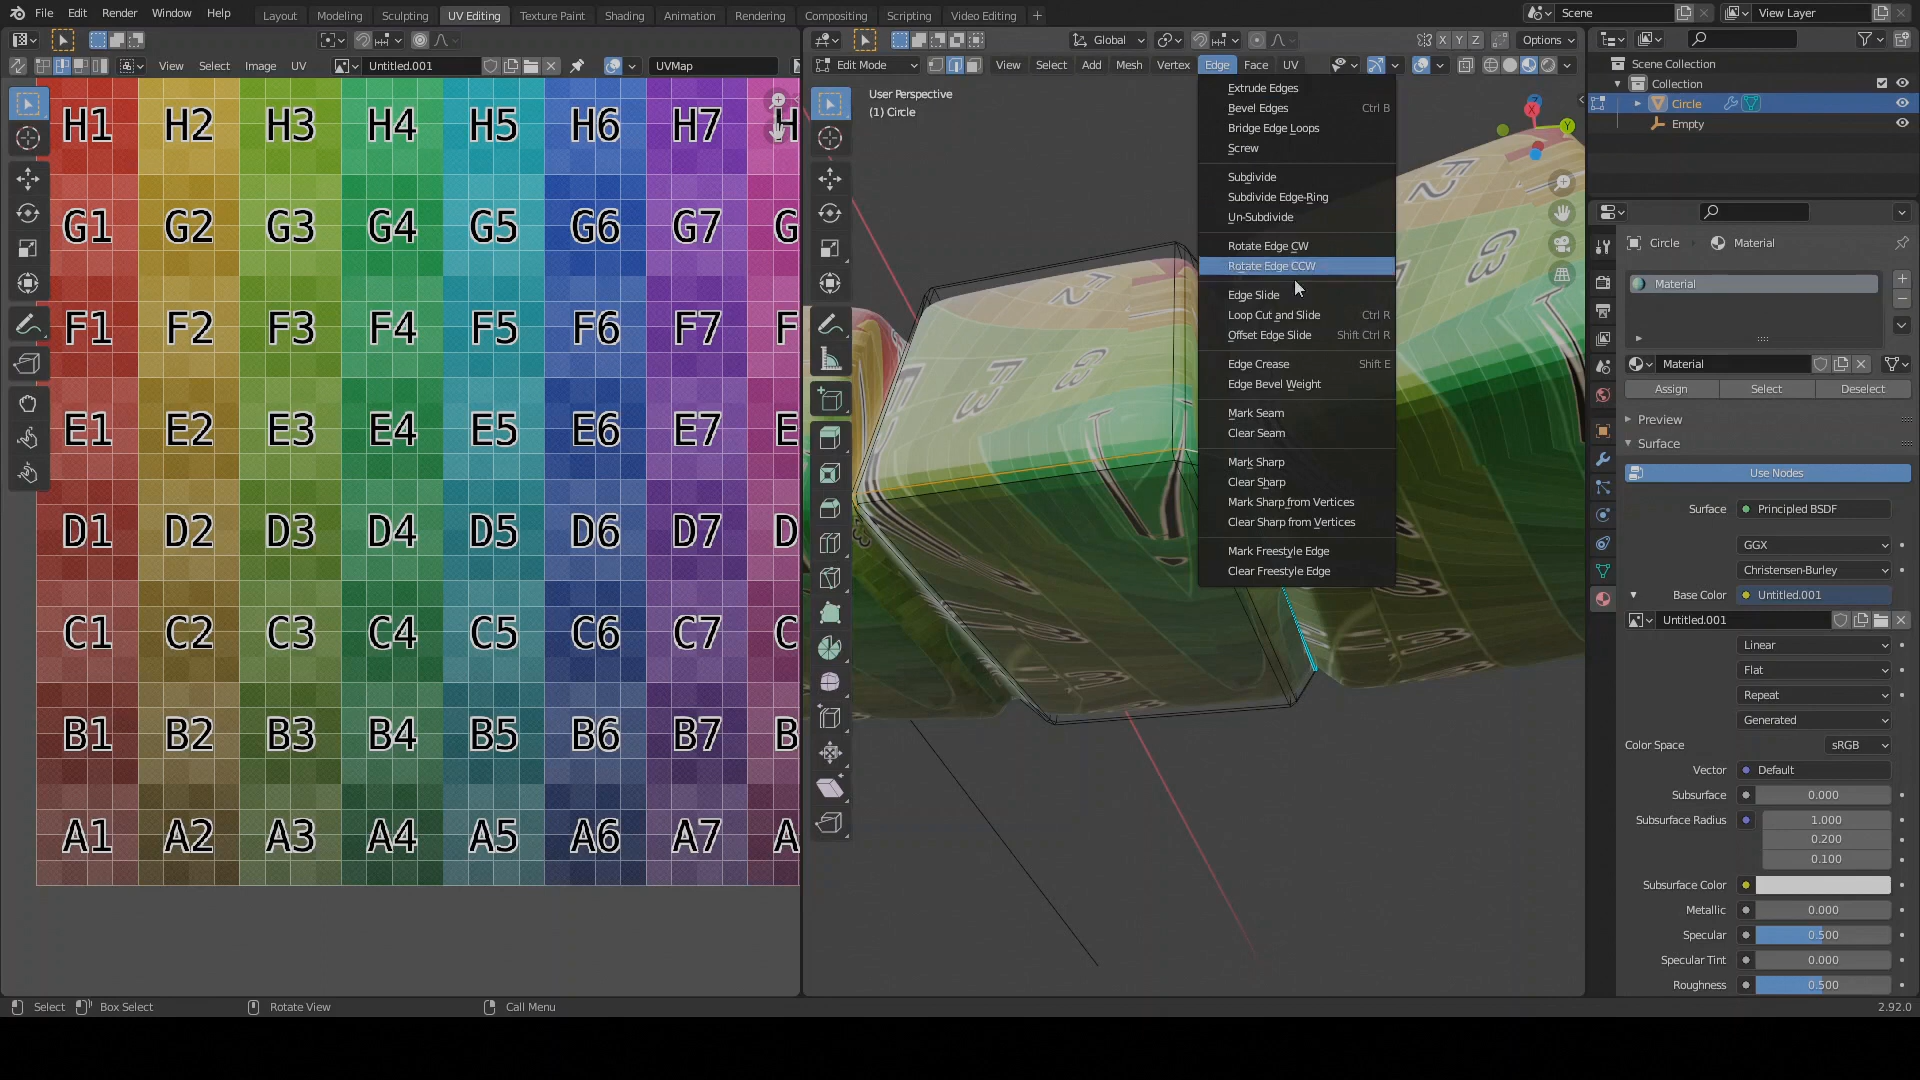 File Edit Render Window Help Layout Modeling Sculpting UV Editing Texture Paint Shading Animation Rendering Compositing Scripting Video Editing + Scene View Layer
Global X Y Z Options
View Select Image UV Untitled.001 UVMap Edit Mode View Select Add Mesh Vertex Edge Face UV
Scene Collection
Collection
Circle
Empty
User Perspective
(1) Circle
Extrude Edges
Bevel Edges Ctrl B
Bridge Edge Loops
Screw
Subdivide
Subdivide Edge-Ring
Un-Subdivide
Rotate Edge CW
Rotate Edge CCW
Edge Slide
Loop Cut and Slide Ctrl R
Offset Edge Slide Shift Ctrl R
Edge Crease Shift E
Edge Bevel Weight
Mark Seam
Clear Seam
Mark Sharp
Clear Sharp
Mark Sharp from Vertices
Clear Sharp from Vertices
Mark Freestyle Edge
Clear Freestyle Edge
H1 H2 H3 H4 H5 H6 H7 H
G1 G2 G3 G4 G5 G6 G7 G
F1 F2 F3 F4 F5 F6 F7 F
E1 E2 E3 E4 E5 E6 E7 E
D1 D2 D3 D4 D5 D6 D7 D
C1 C2 C3 C4 C5 C6 C7 C
B1 B2 B3 B4 B5 B6 B7 B
A1 A2 A3 A4 A5 A6 A7 A
F2
G3
F2
F3
G3
Circle Material
Material
Material
Assign Select Deselect
Preview
Surface
Use Nodes
Surface Principled BSDF
GGX
Christensen-Burley
Base Color Untitled.001
Untitled.001
Linear
Flat
Repeat
Generated
Color Space sRGB
Vector Default
Subsurface 0.000
Subsurface Radius 1.000
0.200
0.100
Subsurface Color
Metallic 0.000
Specular 0.500
Specular Tint 0.000
Roughness 0.500
Select Box Select Rotate View Call Menu 2.92.0